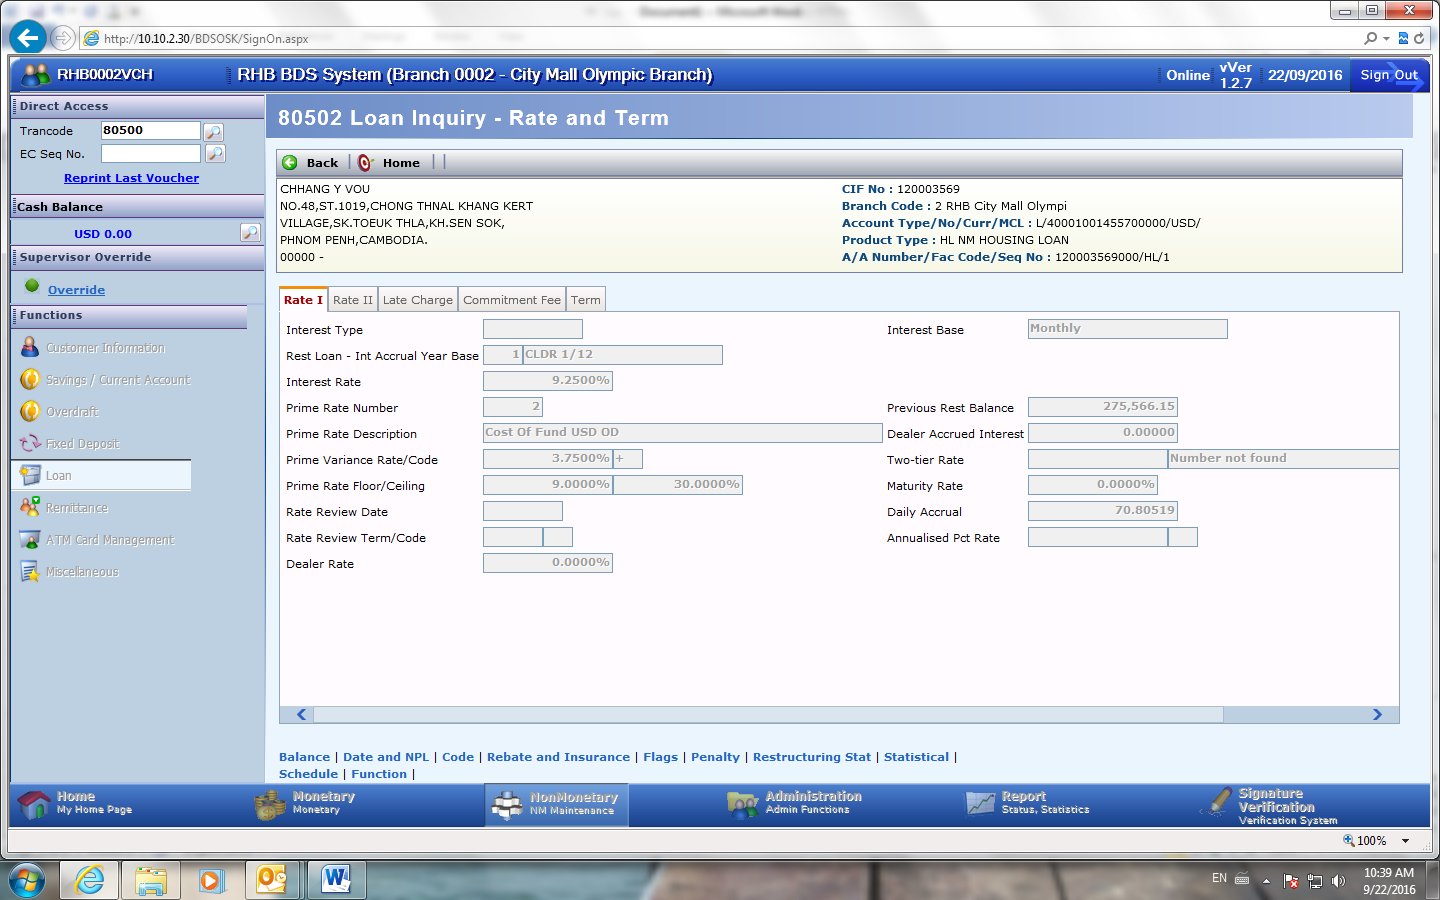 http://10.10.2.30/BDSOSK/SignOn.aspx
RHB0002VCH
RHB BDS System (Branch 0002 - City Mall Olympic Branch)
Online
vVer 1.2.7
22/09/2016
Sign Out
Direct Access
Trancode 80500
EC Seq No.
Reprint Last Voucher
Cash Balance
USD 0.00
Supervisor Override
Override
Functions
Customer Information
Savings / Current Account
Overdraft
Fixed Deposit
Loan
Remittance
ATM Card Management
Miscellaneous
80502 Loan Inquiry - Rate and Term
Back | Home
CHHANG Y VOU
NO.48,ST.1019,CHONG THNAL KHANG KERT
VILLAGE,SK.TOEUK THLA,KH.SEN SOK,
PHNOM PENH,CAMBODIA.
00000 -
CIF No : 120003569
Branch Code : 2 RHB City Mall Olympi
Account Type/No/Curr/MCL : L/40001001455700000/USD/
Product Type : HL NM HOUSING LOAN
A/A Number/Fac Code/Seq No : 120003569000/HL/1
Rate I Rate II Late Charge Commitment Fee Term
Interest Type
Interest Base Monthly
Rest Loan - Int Accrual Year Base 1 CLDR 1/12
Interest Rate 9.2500%
Prime Rate Number 2
Previous Rest Balance 275,566.15
Prime Rate Description Cost Of Fund USD OD
Dealer Accrued Interest 0.00000
Prime Variance Rate/Code 3.7500% +
Two-tier Rate Number not found
Prime Rate Floor/Ceiling 9.0000% 30.0000%
Maturity Rate 0.0000%
Rate Review Date
Daily Accrual 70.80519
Rate Review Term/Code
Annualised Pct Rate
Dealer Rate 0.0000%
Balance | Date and NPL | Code | Rebate and Insurance | Flags | Penalty | Restructuring Stat | Statistical |
Schedule | Function |
Home
My Home Page
Monetary
Monetary
NonMonetary
NM Maintenance
Administration
Admin Functions
Report
Status, Statistics
Signature
Verification
Verification System
100%
EN
10:39 AM
9/22/2016